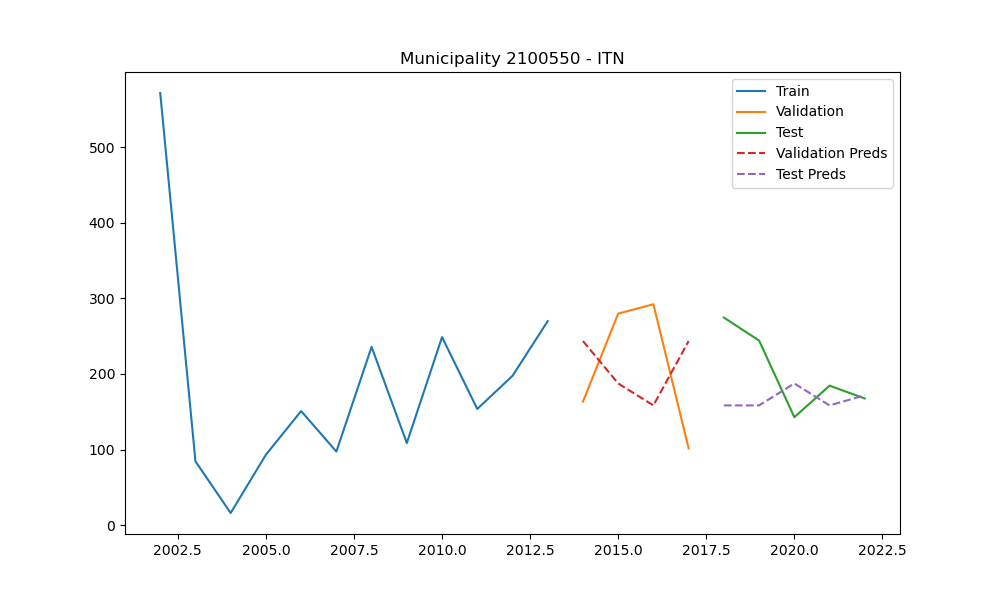 Municipality 2100550 - ITN
Train
Validation
Test
Validation Preds
Test Preds
500
400
300
200
100
0
2002.5 2005.0 2007.5 2010.0 2012.5 2015.0 2017.5 2020.0 2022.5